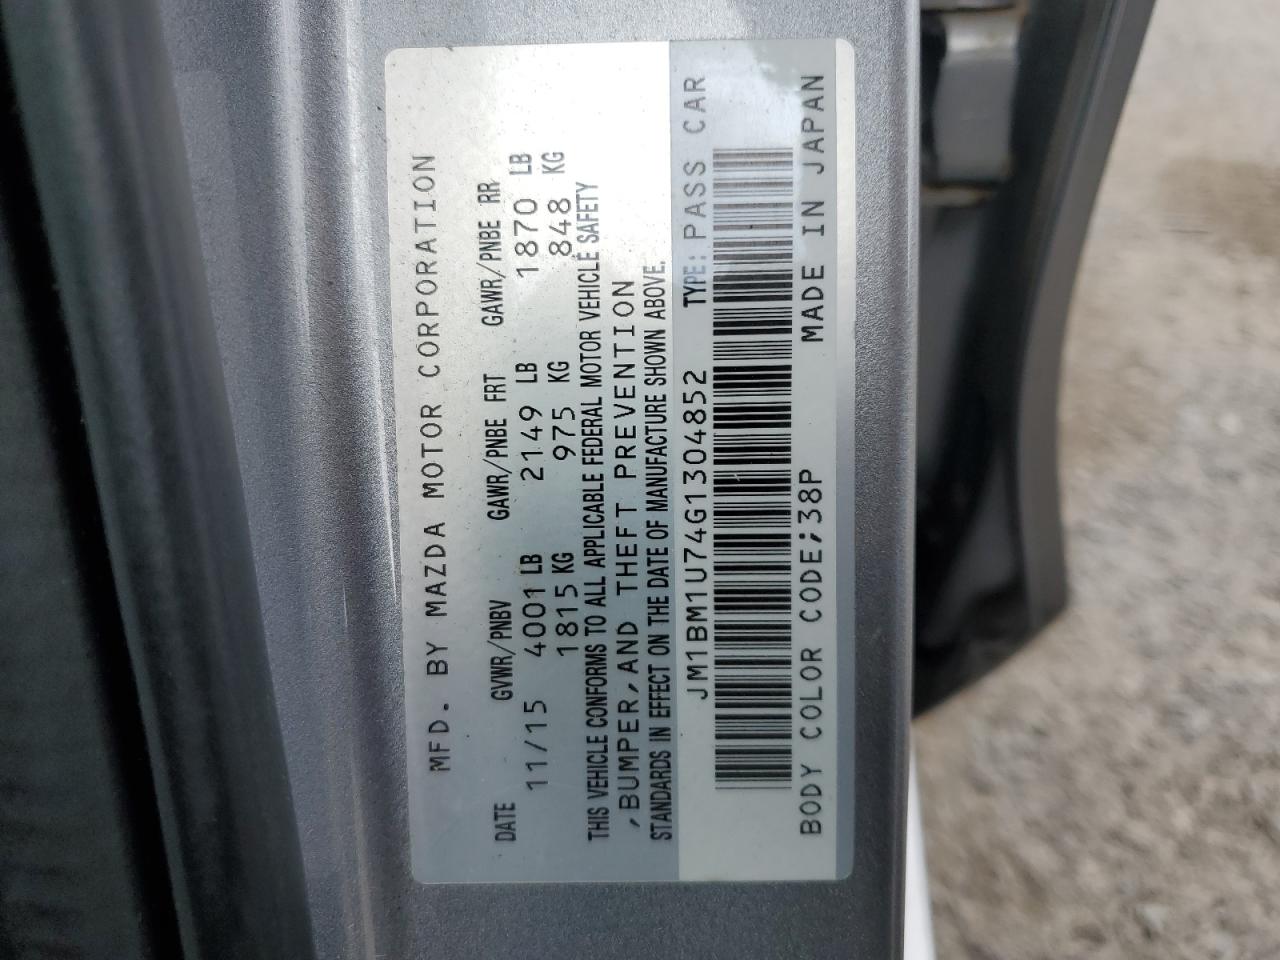 MFD. BY MAZDA MOTOR CORPORATION
DATE GVWR/PNBV GAWR/PNBE FRT GAWR/PNBE RR
11/15 4001 LB 2149 LB 1870 LB
1815 KG 975 KG 848 KG
THIS VEHICLE CONFORMS TO ALL APPLICABLE FEDERAL MOTOR VEHICLE SAFETY
,BUMPER,AND THEFT PREVENTION
STANDARDS IN EFFECT ON THE DATE OF MANUFACTURE SHOWN ABOVE.
JM1BM1U74G1304852 TYPE: PASS CAR
BODY COLOR CODE;38P MADE IN JAPAN